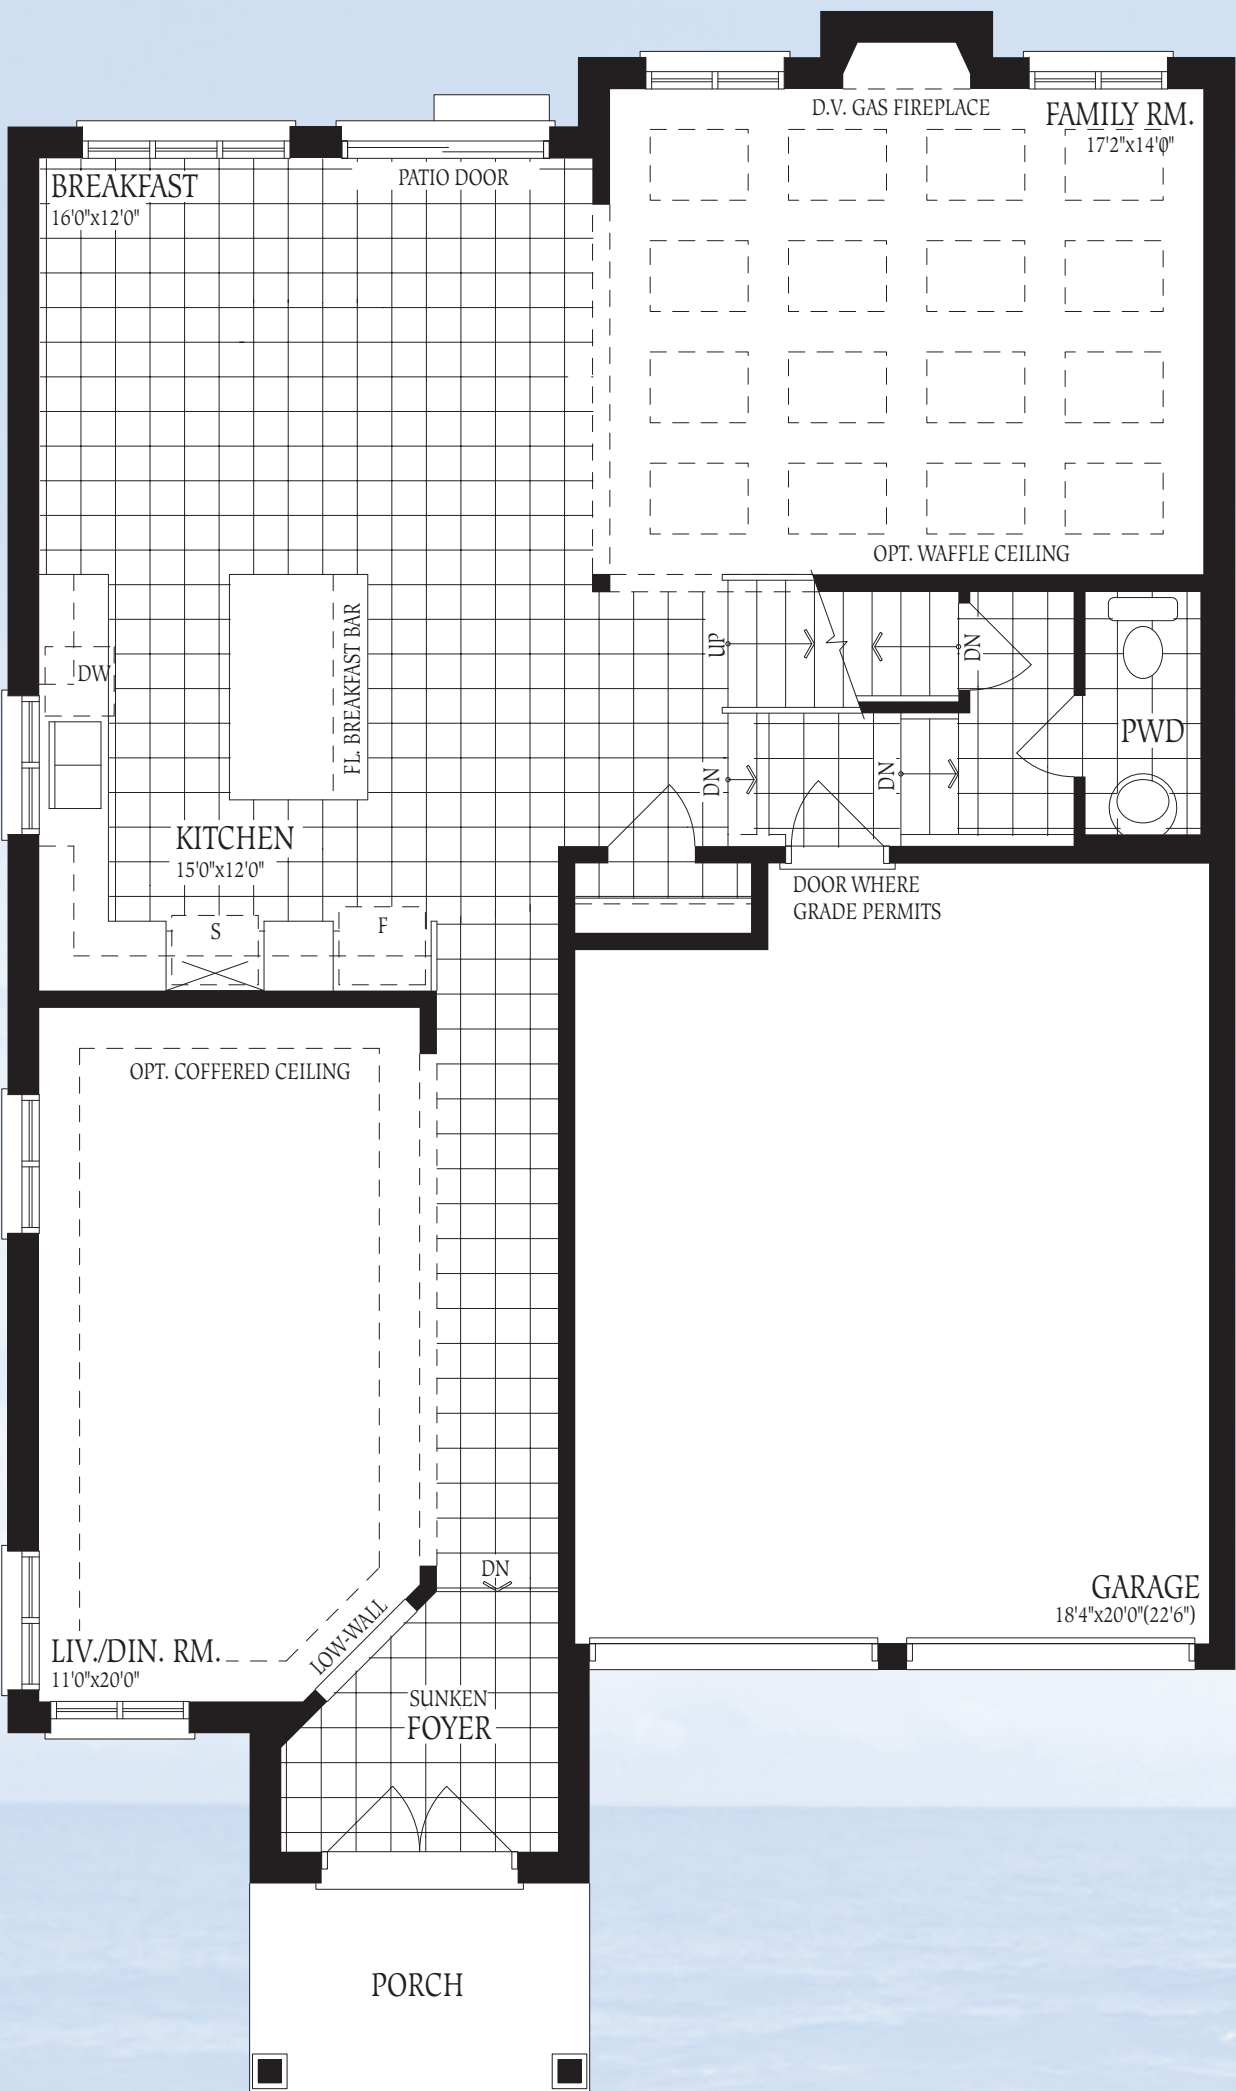 D.V. GAS FIREPLACE
FAMILY RM.
17'2"x14'0"
BREAKFAST
16'0"x12'0"
PATIO DOOR
OPT. WAFFLE CEILING
UP
DN
DW
FL. BREAKFAST BAR
PWD
DN
DN
KITCHEN
15'0"x12'0"
DOOR WHERE
GRADE PERMITS
S
F
OPT. COFFERED CEILING
DN
GARAGE
18'4"x20'0"(22'6")
LOW-WALL
LIV./DIN. RM.
11'0"x20'0"
SUNKEN
FOYER
PORCH